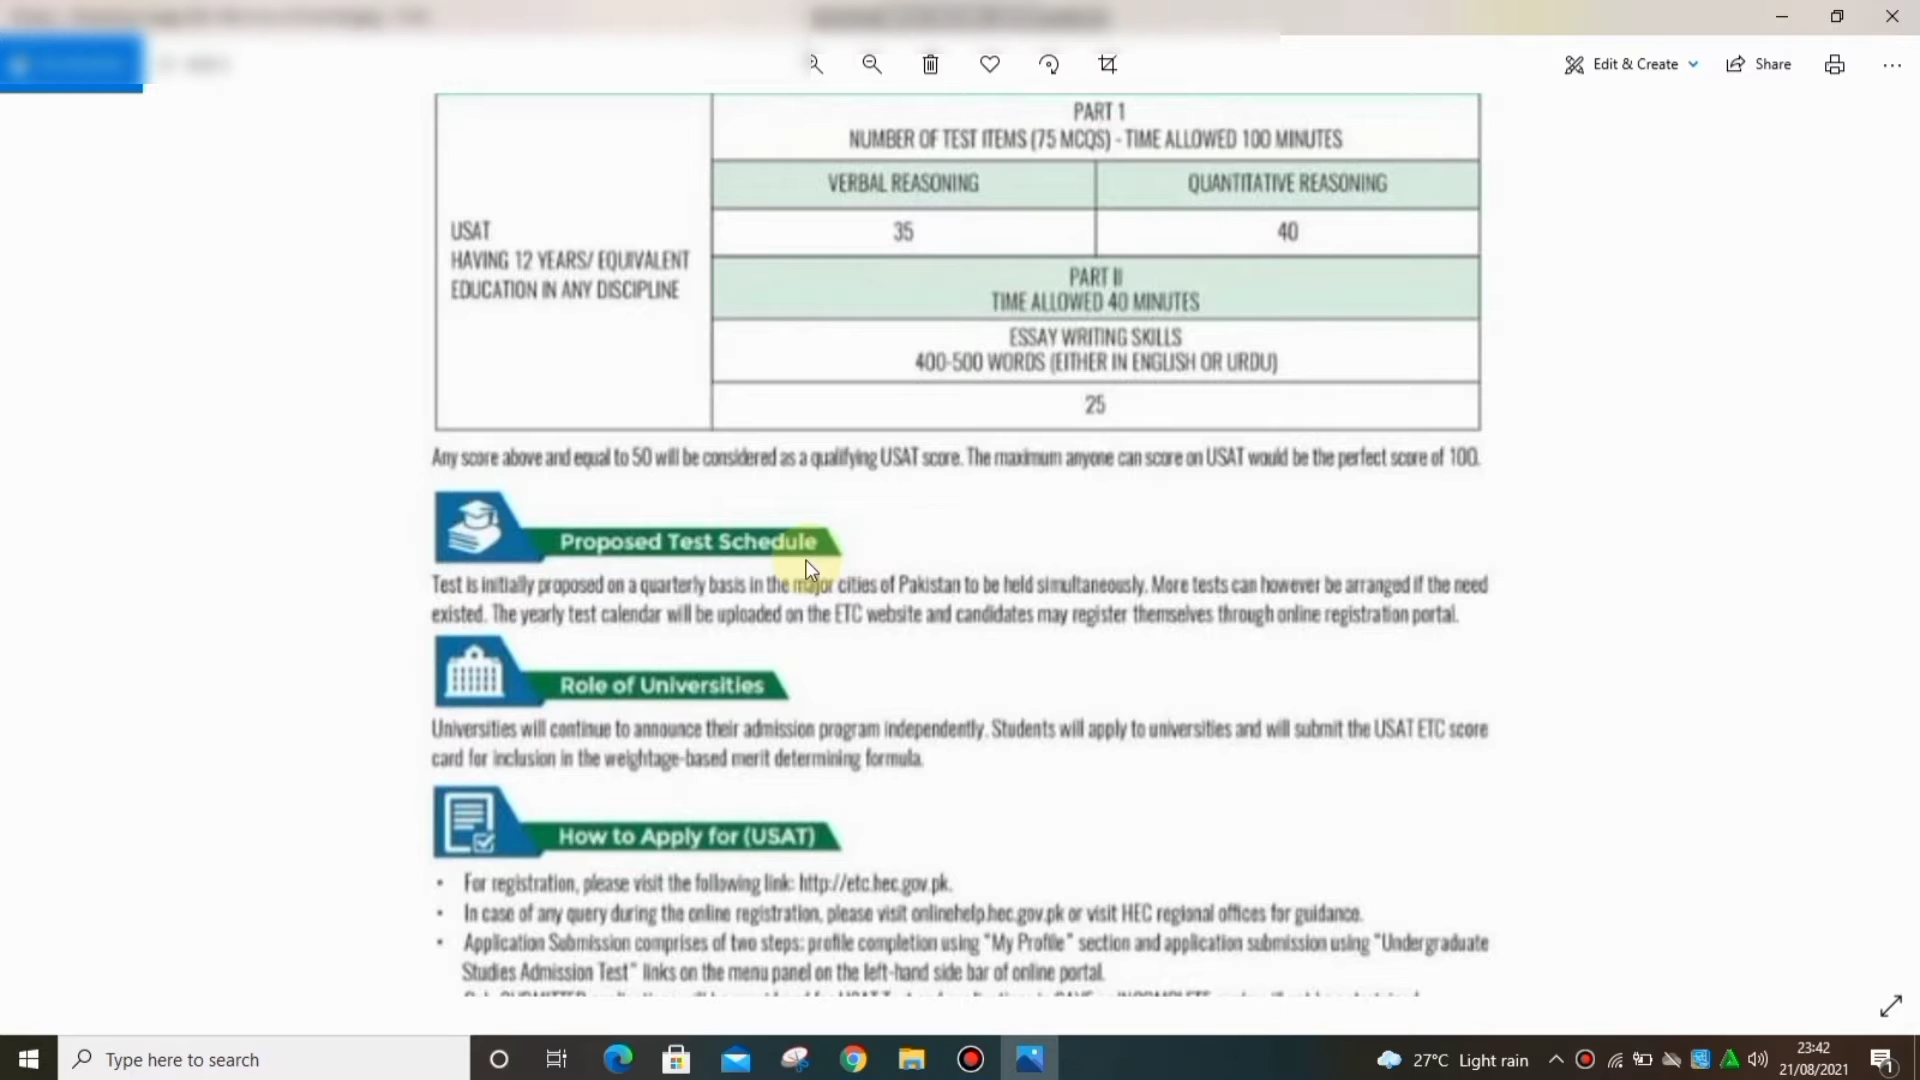 Edit & Create
Share
PART 1
NUMBER OF TEST ITEMS (75 MCQS) - TIME ALLOWED 100 MINUTES
VERBAL REASONING
QUANTITATIVE REASONING
35
40
USAT
HAVING 12 YEARS/ EQUIVALENT
EDUCATION IN ANY DISCIPLINE
PART II
TIME ALLOWED 40 MINUTES
ESSAY WRITING SKILLS
400-500 WORDS (EITHER IN ENGLISH OR URDU)
25
Any score above and equal to 50 will be considered as a qualifying USAT score. The maximum anyone can score on USAT would be the perfect score of 100.
Proposed Test Schedule
Test is initially proposed on a quarterly basis in the major cities of Pakistan to be held simultaneously. More tests can however be arranged if the need
existed. The yearly test calendar will be uploaded on the ETC website and candidates may register themselves through online registration portal.
Role of Universities
Universities will continue to announce their admission program independently. Students will apply to universities and will submit the USAT ETC score
card for inclusion in the weightage-based merit determining formula.
How to Apply for (USAT)
• For registration, please visit the following link: http://etc.hec.gov.pk.
• In case of any query during the online registration, please visit onlinehelp.hec.gov.pk or visit HEC regional offices for guidance.
• Application Submission comprises of two steps: profile completion using "My Profile" section and application submission using "Undergraduate
Studies Admission Test" links on the menu panel on the left-hand side bar of online portal.
Type here to search
27°C Light rain
23:42
21/08/2021
1